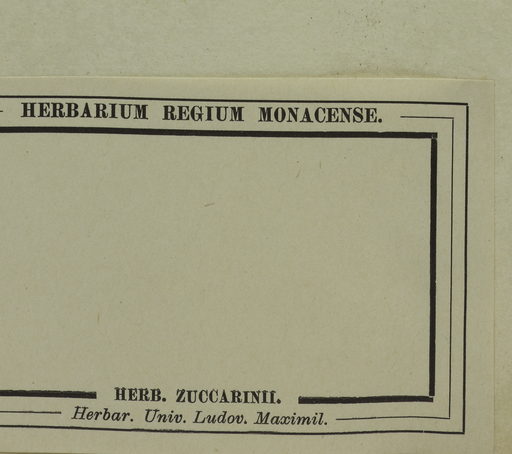 HERBARIUM REGIUM MONACENSE.
HERB. ZUCCARINII.
Herbar. Univ. Ludov. Maximil.